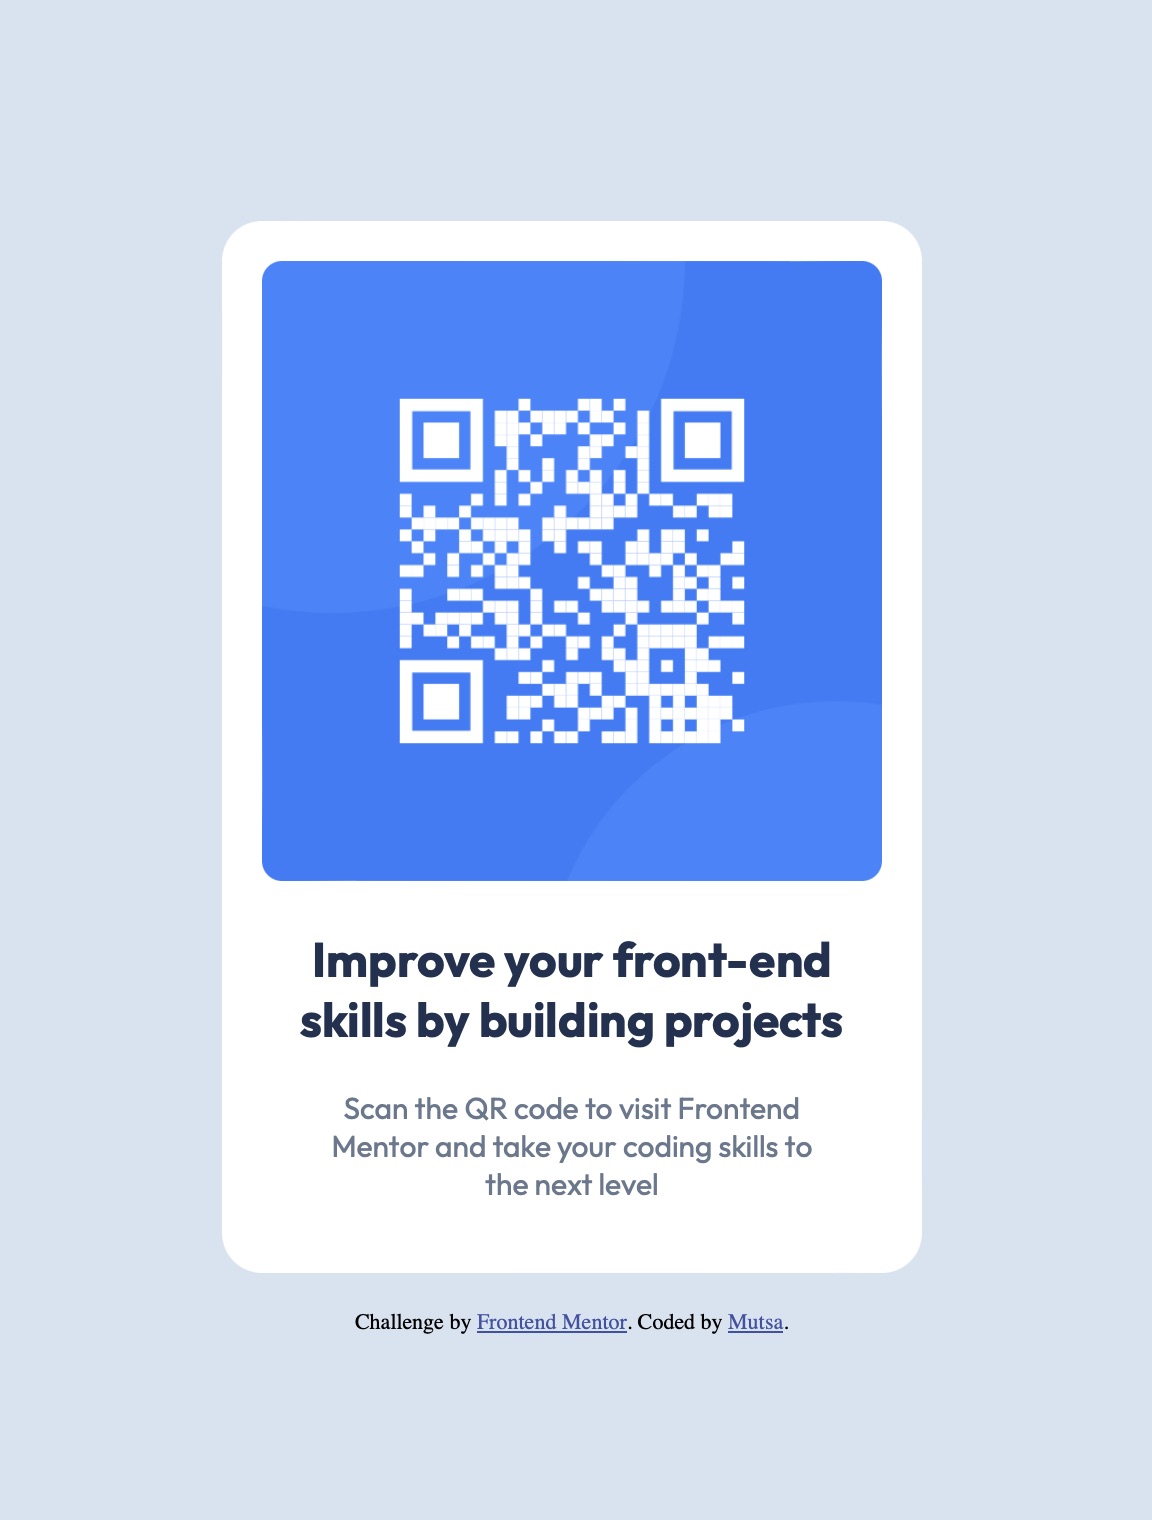 Improve your front-end
skills by building projects
Scan the QR code to visit Frontend
Mentor and take your coding skills to
the next level
Challenge by Frontend Mentor. Coded by Mutsa.